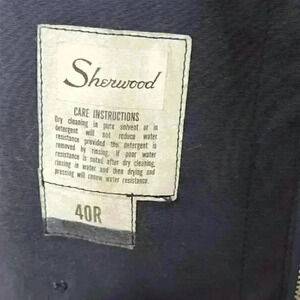 Sherwood
CARE INSTRUCTIONS
Dry cleaning in pure solvent or in
detergent will not reduce water
resistance provided the detergent is
removed by rinsing. If poor water
resistance is noted after dry cleaning,
rinsing in water and then drying and
pressing will renew water resistance.
40R